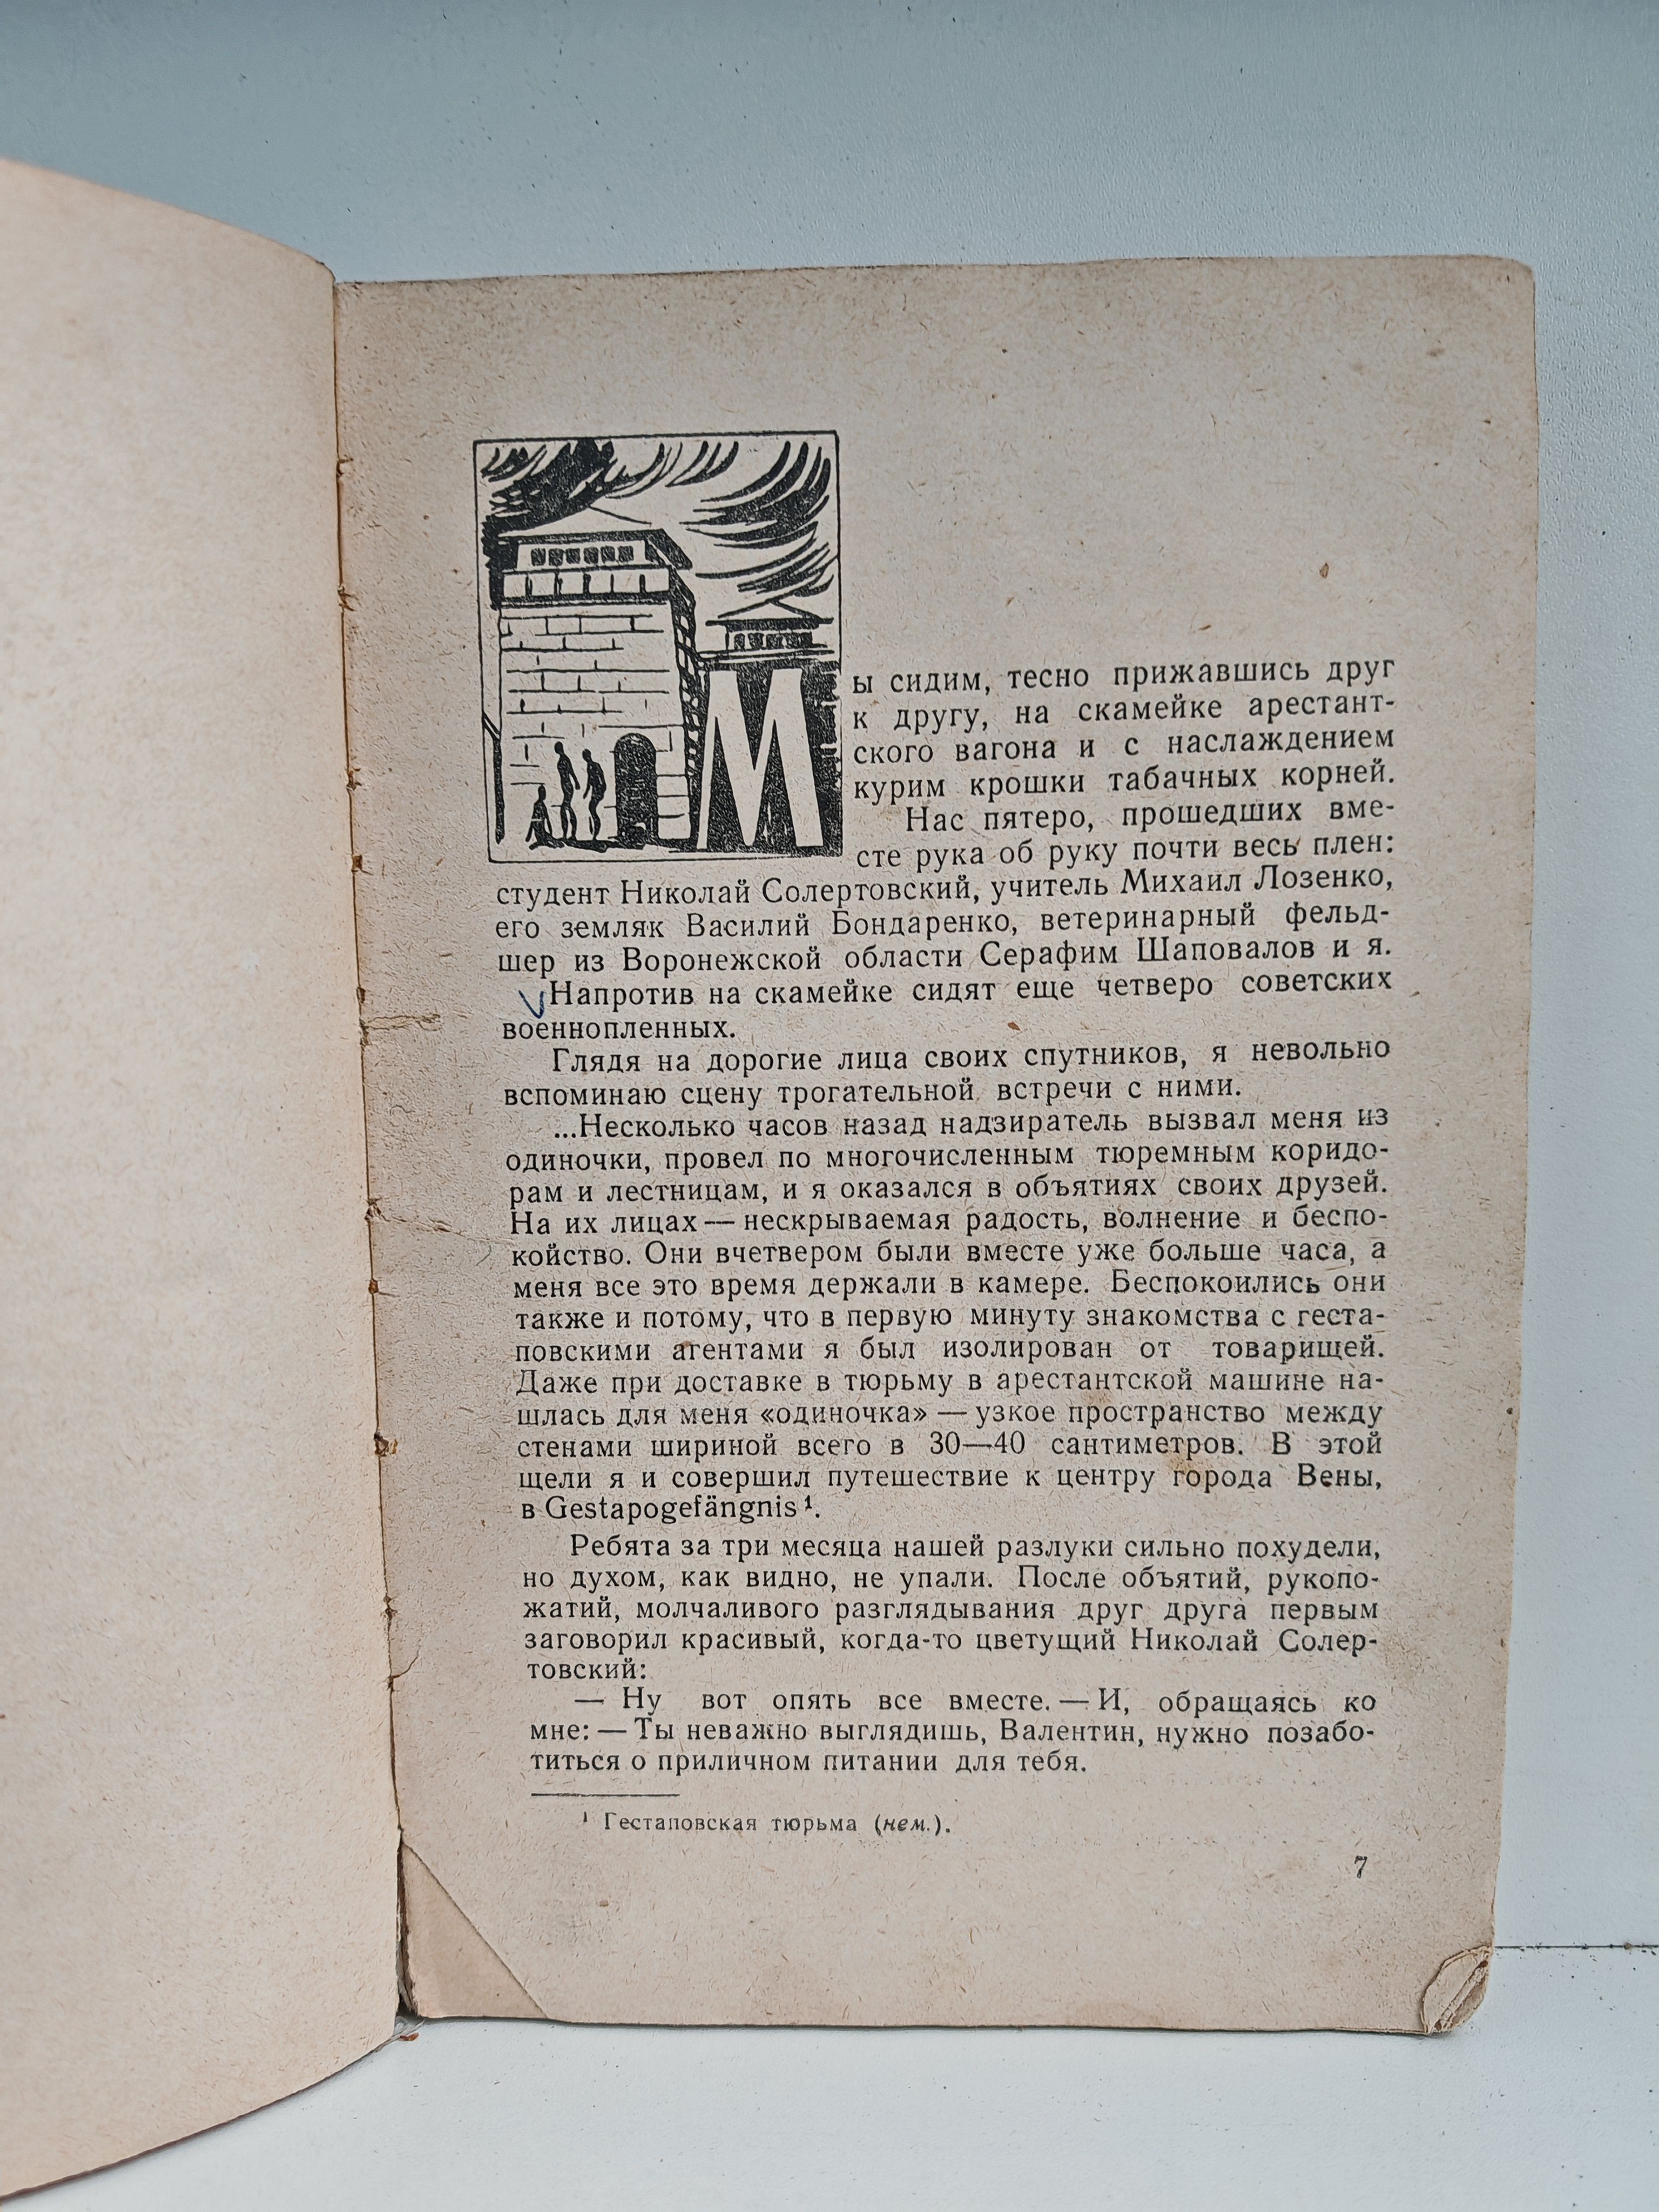 Мы сидим, тесно прижавшись друг
к другу, на скамейке арестант-
ского вагона и с наслаждением
курим крошки табачных корней.
Нас пятеро, прошедших вме-
сте рука об руку почти весь плен:
студент Николай Солертовский, учитель Михаил Лозенко,
его земляк Василий Бондаренко, ветеринарный фельд-
шер из Воронежской области Серафим Шаповалов и я.
Напротив на скамейке сидят еще четверо советских
военнопленных.
Глядя на дорогие лица своих спутников, я невольно
вспоминаю сцену трогательной встречи с ними.
...Несколько часов назад надзиратель вызвал меня из
одиночки, провел по многочисленным тюремным коридо-
рам и лестницам, и я оказался в объятиях своих друзей.
На их лицах — нескрываемая радость, волнение и беспо-
койство. Они вчетвером были вместе уже больше часа, а
меня все это время держали в камере. Беспокоились они
также и потому, что в первую минуту знакомства с геста-
повскими агентами я был изолирован от товарищей.
Даже при доставке в тюрьму в арестантской машине на-
шлась для меня «одиночка» — узкое пространство между
стенами шириной всего в 30—40 сантиметров. В этой
щели я и совершил путешествие к центру города Вены,
в Gestapogefängnis ¹.
Ребята за три месяца нашей разлуки сильно похудели,
но духом, как видно, не упали. После объятий, рукопо-
жатий, молчаливого разглядывания друг друга первым
заговорил красивый, когда-то цветущий Николай Солер-
товский:
— Ну вот опять все вместе. — И, обращаясь ко
мне: — Ты неважно выглядишь, Валентин, нужно позабо-
титься о приличном питании для тебя.
¹ Гестаповская тюрьма (нем.).
7